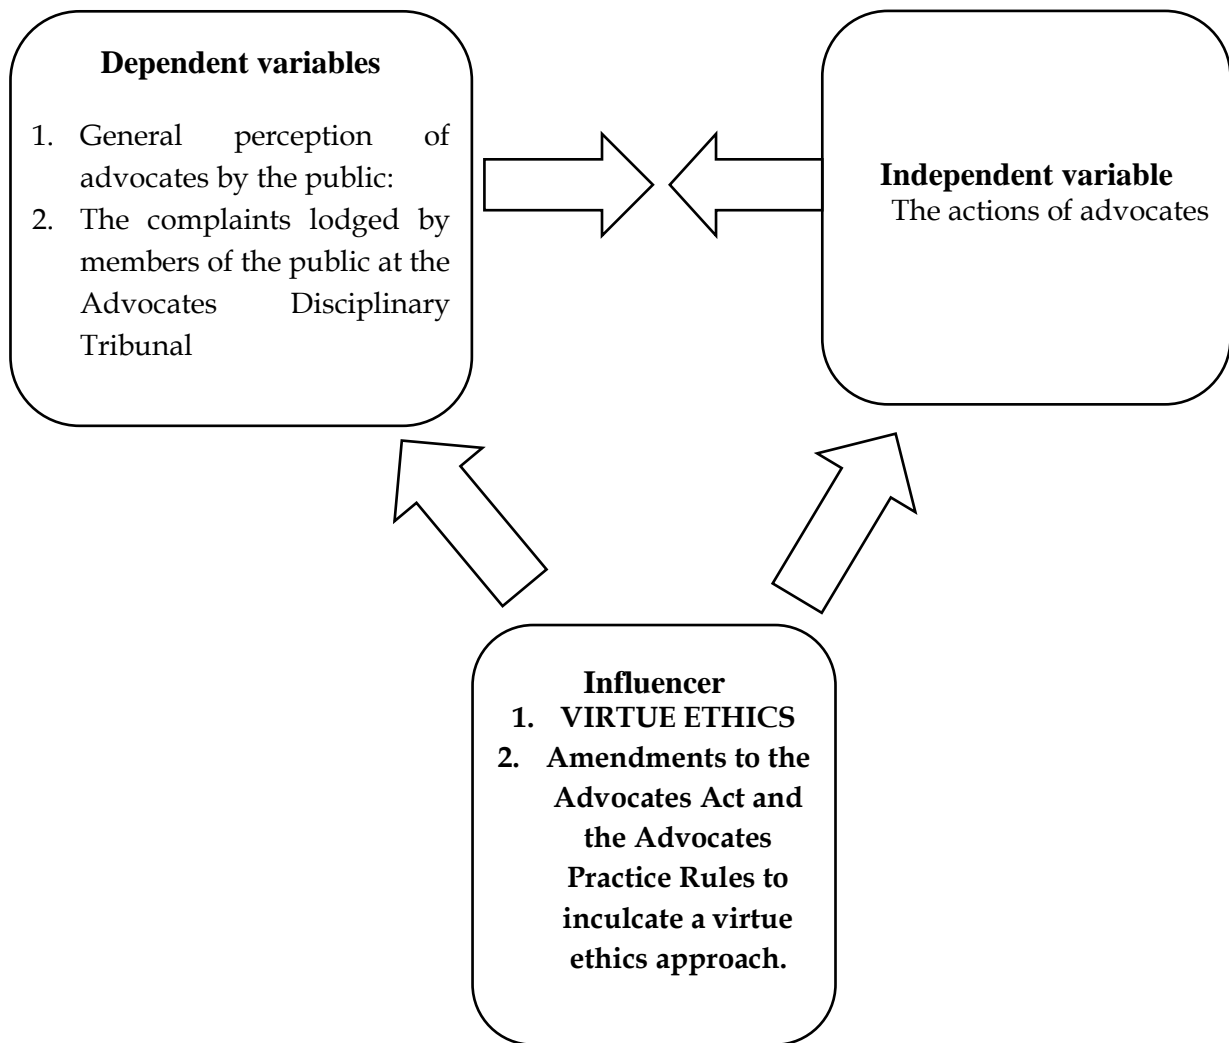 Dependent variables
1. General perception of
advocates by the public:
2. The complaints lodged by
members of the public at the
Advocates Disciplinary
Tribunal
Independent variable
The actions of advocates
Influencer
1. VIRTUE ETHICS
2. Amendments to the
Advocates Act and
the Advocates
Practice Rules to
inculcate a virtue
ethics approach.